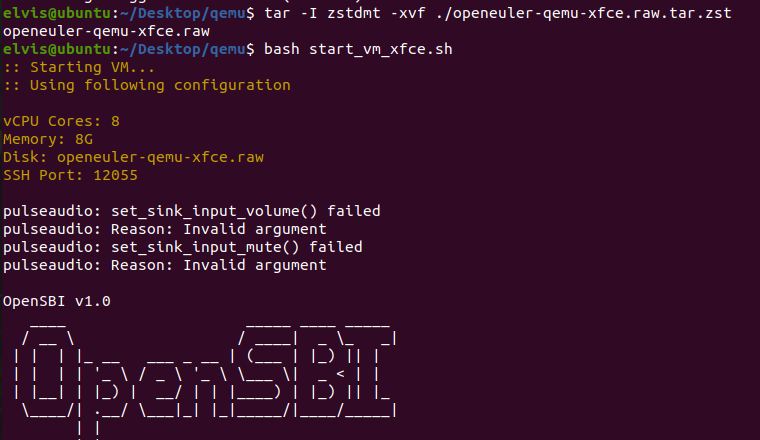 elvis@ubuntu:~/Desktop/qemu$ tar -I zstdmt -xvf ./openeuler-qemu-xfce.raw.tar.zst
openeuler-qemu-xfce.raw
elvis@ubuntu:~/Desktop/qemu$ bash start_vm_xfce.sh
:: Starting VM...
:: Using following configuration

vCPU Cores: 8
Memory: 8G
Disk: openeuler-qemu-xfce.raw
SSH Port: 12055

pulseaudio: set_sink_input_volume() failed
pulseaudio: Reason: Invalid argument
pulseaudio: set_sink_input_mute() failed
pulseaudio: Reason: Invalid argument

OpenSBI v1.0
OpenSBI